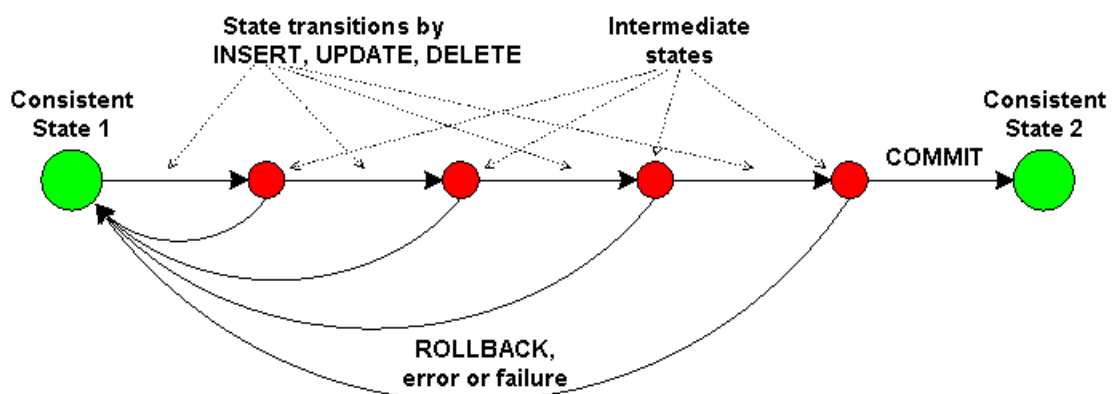 State transitions by
INSERT, UPDATE, DELETE
Intermediate
states
Consistent
State 1
Consistent
State 2
COMMIT
ROLLBACK,
error or failure